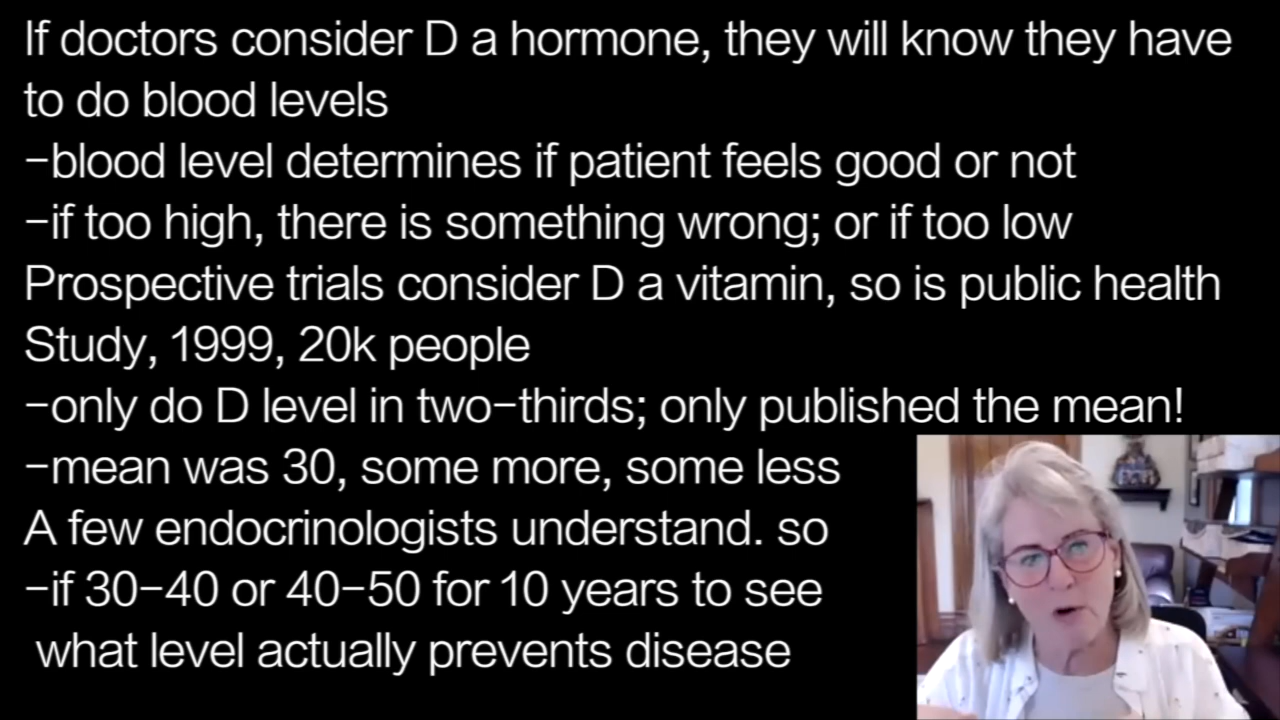 If doctors consider D a hormone, they will know they have
to do blood levels
-blood level determines if patient feels good or not
-if too high, there is something wrong; or if too low
Prospective trials consider D a vitamin, so is public health
Study, 1999, 20k people
-only do D level in two-thirds; only published the mean!
-mean was 30, some more, some less
A few endocrinologists understand. so
-if 30-40 or 40-50 for 10 years to see
what level actually prevents disease